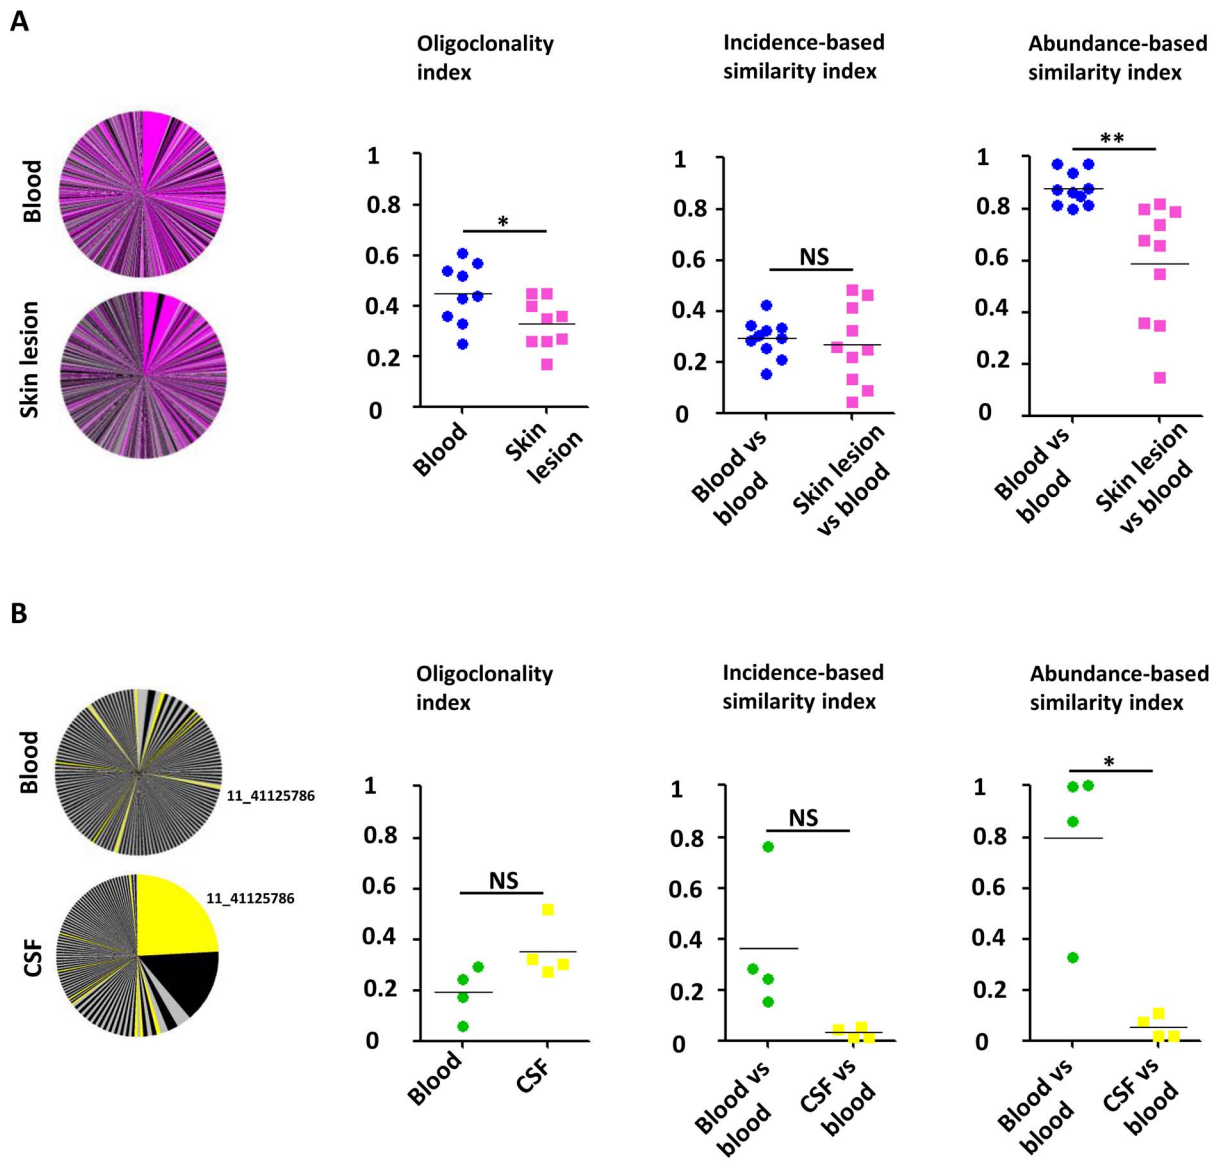 A
Oligoclonality
index
Incidence-based
similarity index
Abundance-based
similarity index
Blood
Skin lesion
1
0.8
0.6
0.4
0.2
0
*
Blood
Skin
lesion
1
0.8
0.6
0.4
0.2
0
NS
Blood vs
blood
Skin lesion
vs blood
1
0.8
0.6
0.4
0.2
0
**
Blood vs
blood
Skin lesion
vs blood
B
Oligoclonality
index
Incidence-based
similarity index
Abundance-based
similarity index
Blood
11_41125786
CSF
11_41125786
1
0.8
0.6
0.4
0.2
0
NS
Blood
CSF
1
0.8
0.6
0.4
0.2
0
NS
Blood vs
blood
CSF vs
blood
1
0.8
0.6
0.4
0.2
0
*
Blood vs
blood
CSF vs
blood